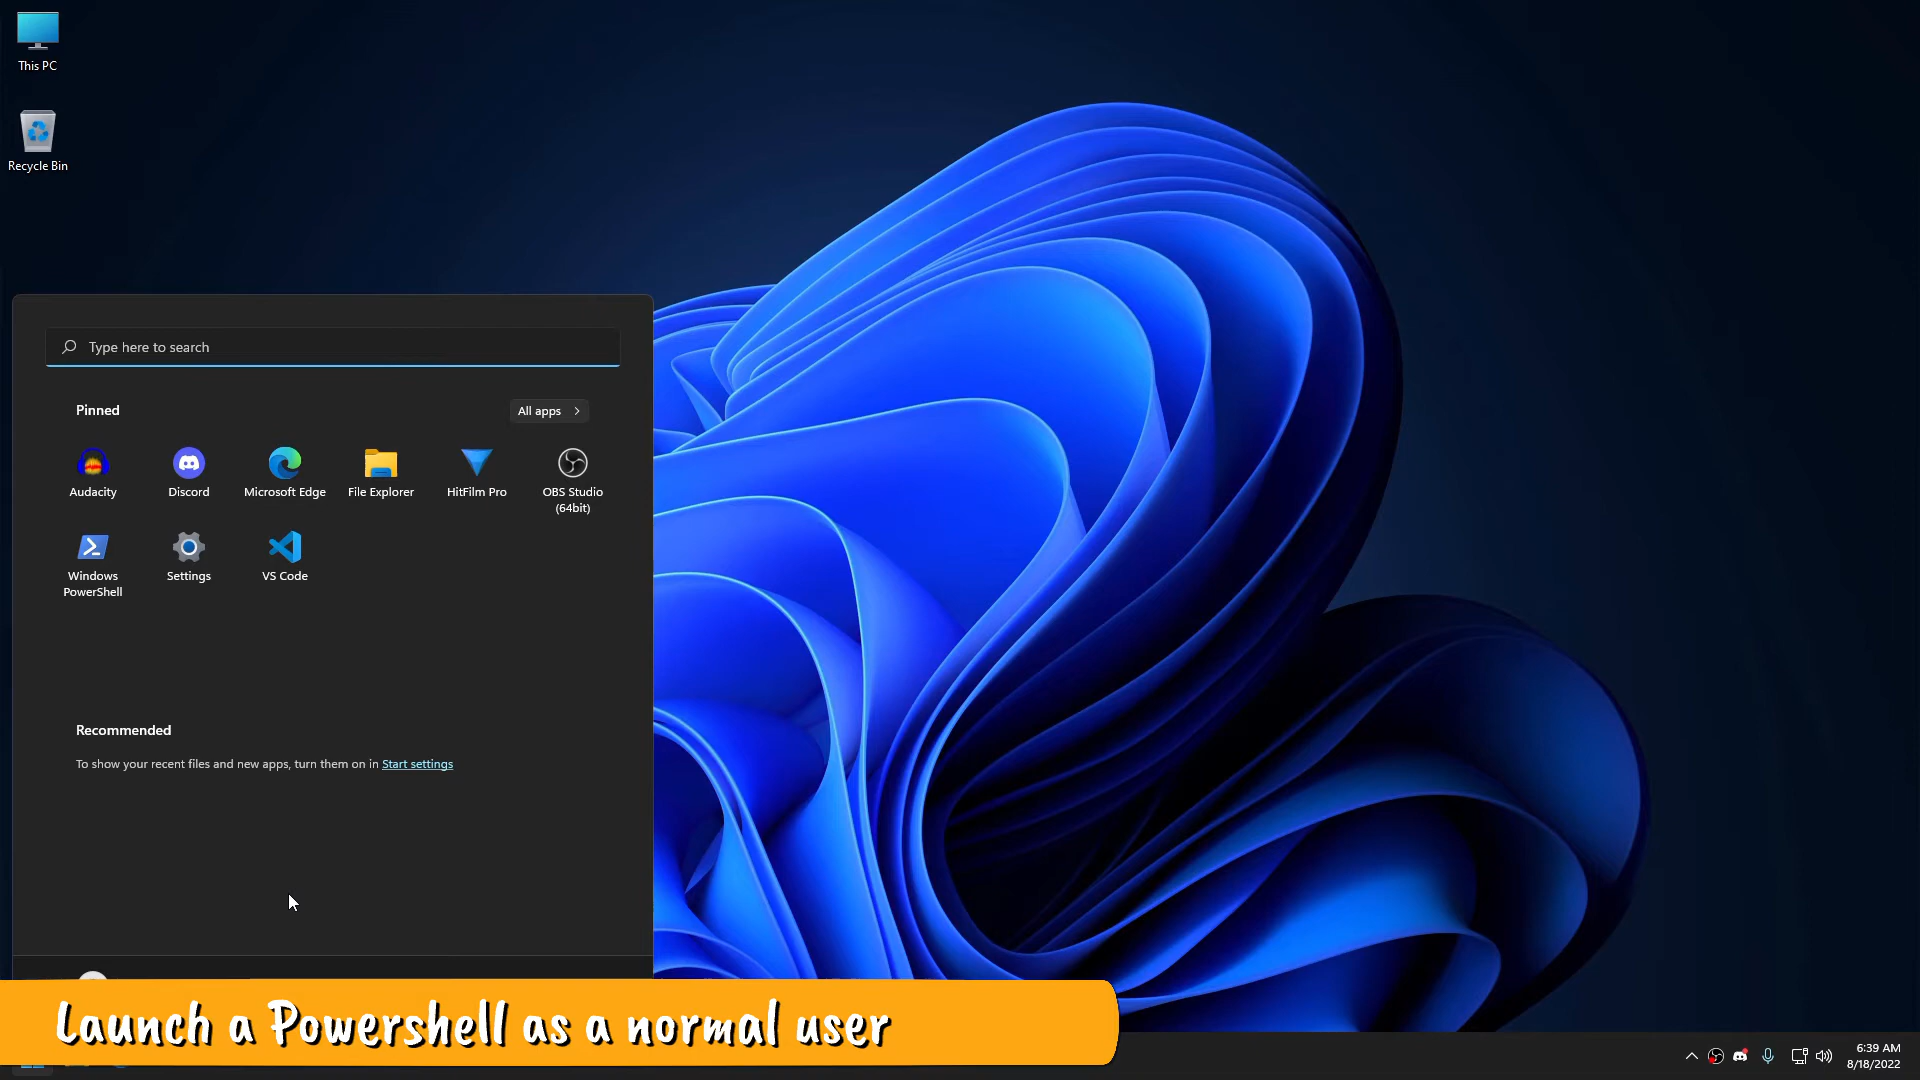 This PC
Recycle Bin
Type here to search
Pinned
All apps
Audacity
Discord
Microsoft Edge
File Explorer
HitFilm Pro
OBS Studio
(64bit)
Windows
PowerShell
Settings
VS Code
Recommended
To show your recent files and new apps, turn them on in Start settings
Launch a Powershell as a normal user
6:39 AM
8/18/2022